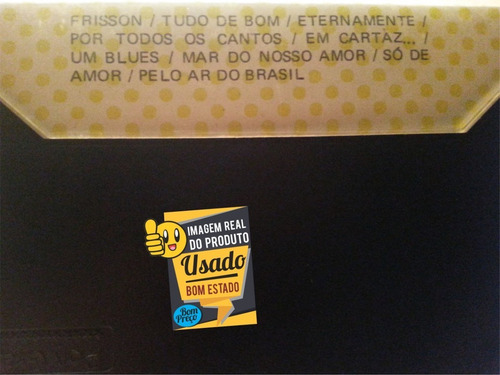 FRISSON / TUDO DE BOM / ETERNAMENTE /
POR TODOS OS CANTOS / EM CARTAZ... /
UM BLUES / MAR DO NOSSO AMOR / SÓ DE
AMOR / PELO AR DO BRASIL
IMAGEM REAL
DO PRODUTO
Usado
BOM ESTADO
Bom
Preço